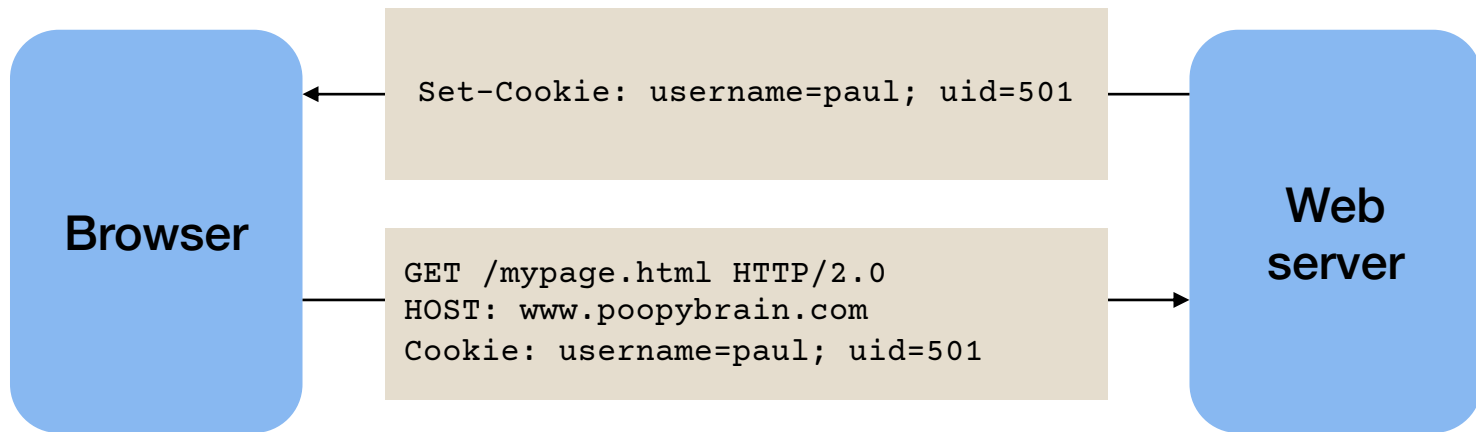 Set-Cookie: username=paul; uid=501
Browser
GET /mypage.html HTTP/2.0
HOST: www.poopybrain.com
Cookie: username=paul; uid=501
Web
server